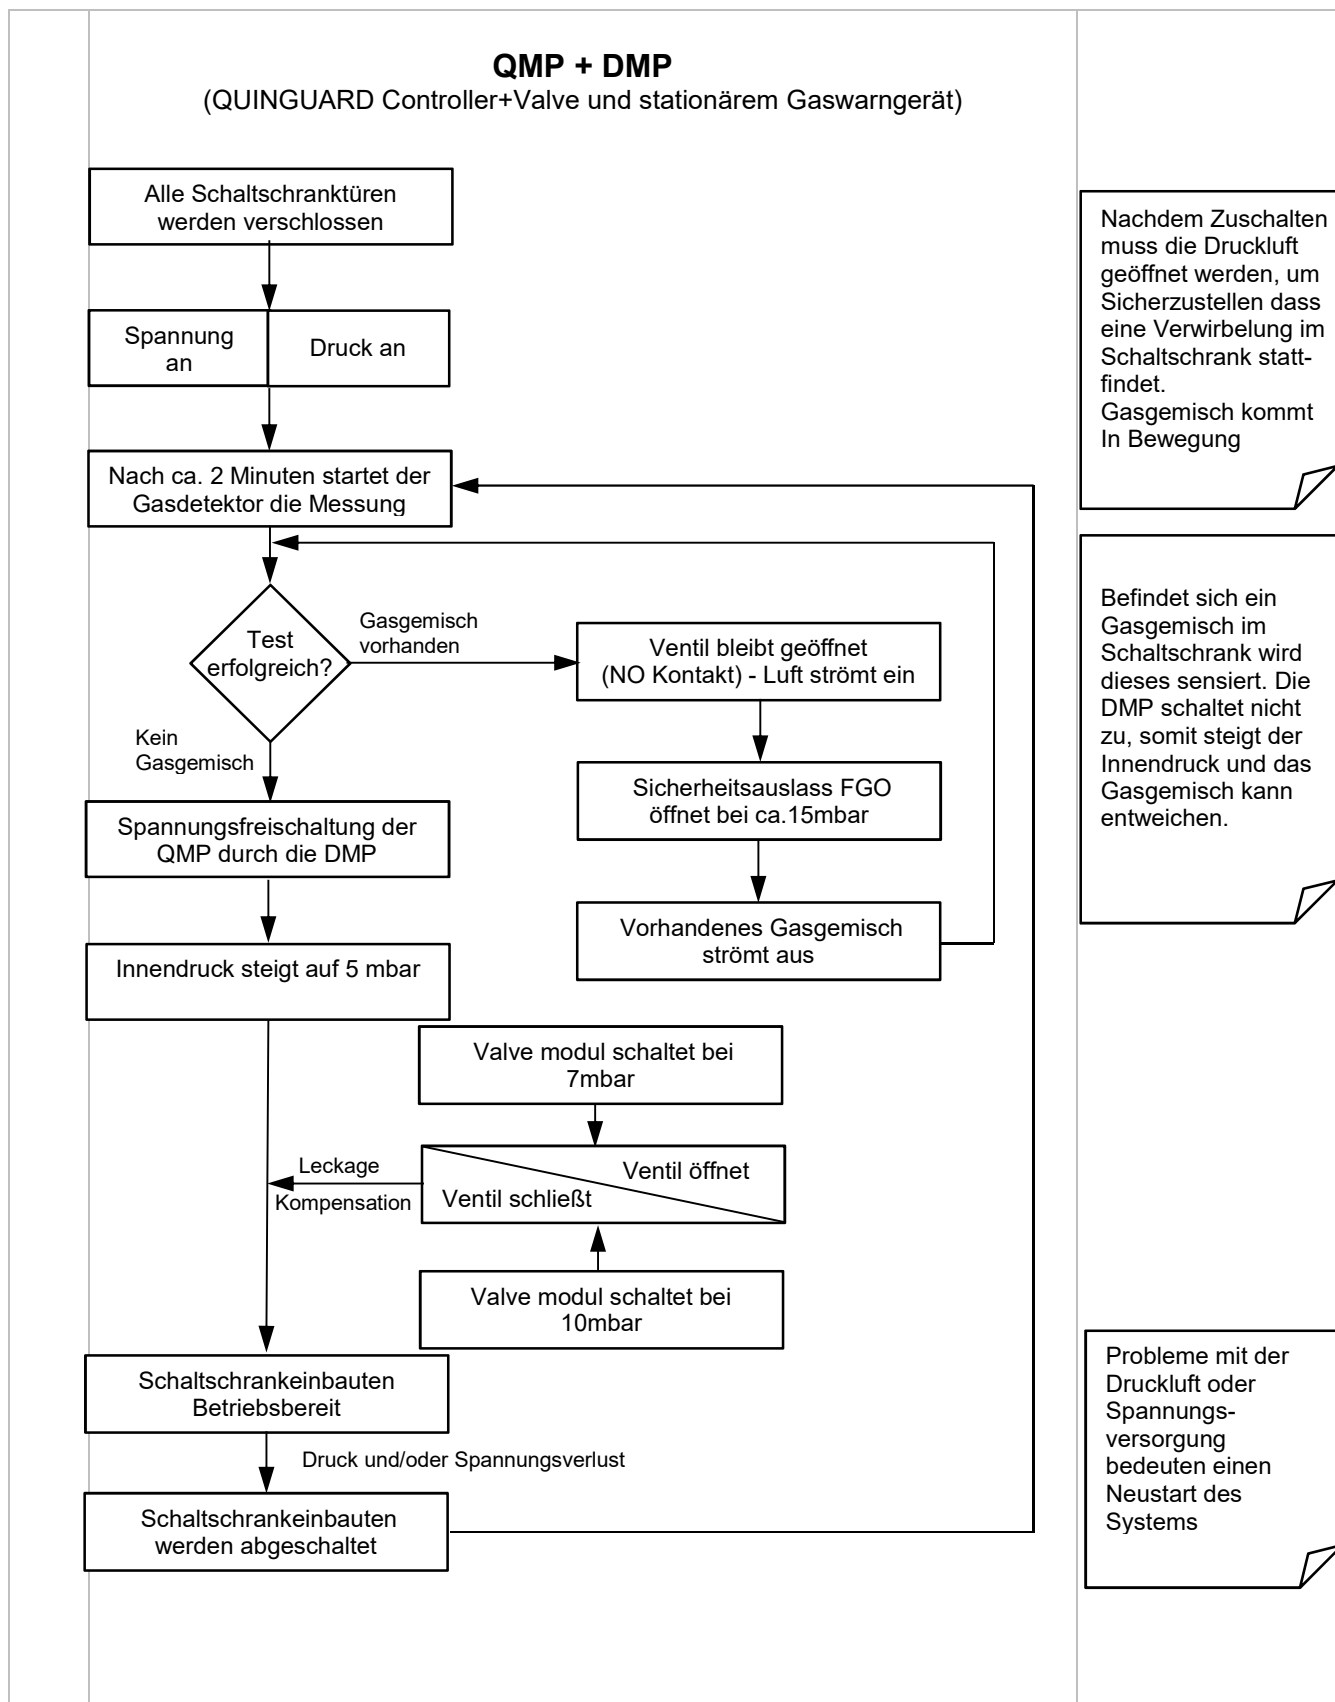 QMP + DMP
(QUINGUARD Controller+Valve und stationärem Gaswarngerät)
Alle Schaltschranktüren
werden verschlossen
Spannung
an
Druck an
Nach ca. 2 Minuten startet der
Gasdetektor die Messung
Test
erfolgreich?
Gasgemisch
vorhanden
Kein
Gasgemisch
Ventil bleibt geöffnet
(NO Kontakt) - Luft strömt ein
Sicherheitsauslass FGO
öffnet bei ca.15mbar
Vorhandenes Gasgemisch
strömt aus
Spannungsfreischaltung der
QMP durch die DMP
Innendruck steigt auf 5 mbar
Valve modul schaltet bei
7mbar
Ventil öffnet
Ventil schließt
Leckage
Kompensation
Valve modul schaltet bei
10mbar
Schaltschrankeinbauten
Betriebsbereit
Druck und/oder Spannungsverlust
Schaltschrankeinbauten
werden abgeschaltet
Nachdem Zuschalten
muss die Druckluft
geöffnet werden, um
Sicherzustellen dass
eine Verwirbelung im
Schaltschrank statt-
findet.
Gasgemisch kommt
In Bewegung
Befindet sich ein
Gasgemisch im
Schaltschrank wird
dieses sensiert. Die
DMP schaltet nicht
zu, somit steigt der
Innendruck und das
Gasgemisch kann
entweichen.
Probleme mit der
Druckluft oder
Spannungs-
versorgung
bedeuten einen
Neustart des
Systems